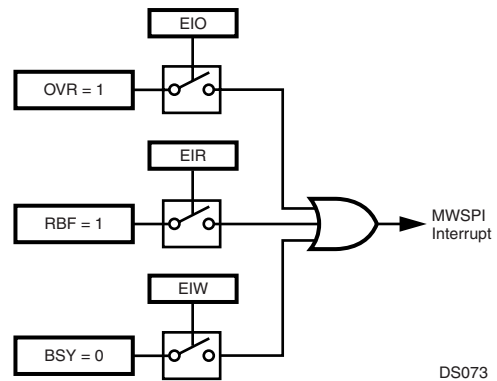 EIO
OVR = 1
EIR
RBF = 1
MWSPI
Interrupt
EIW
BSY = 0
DS073